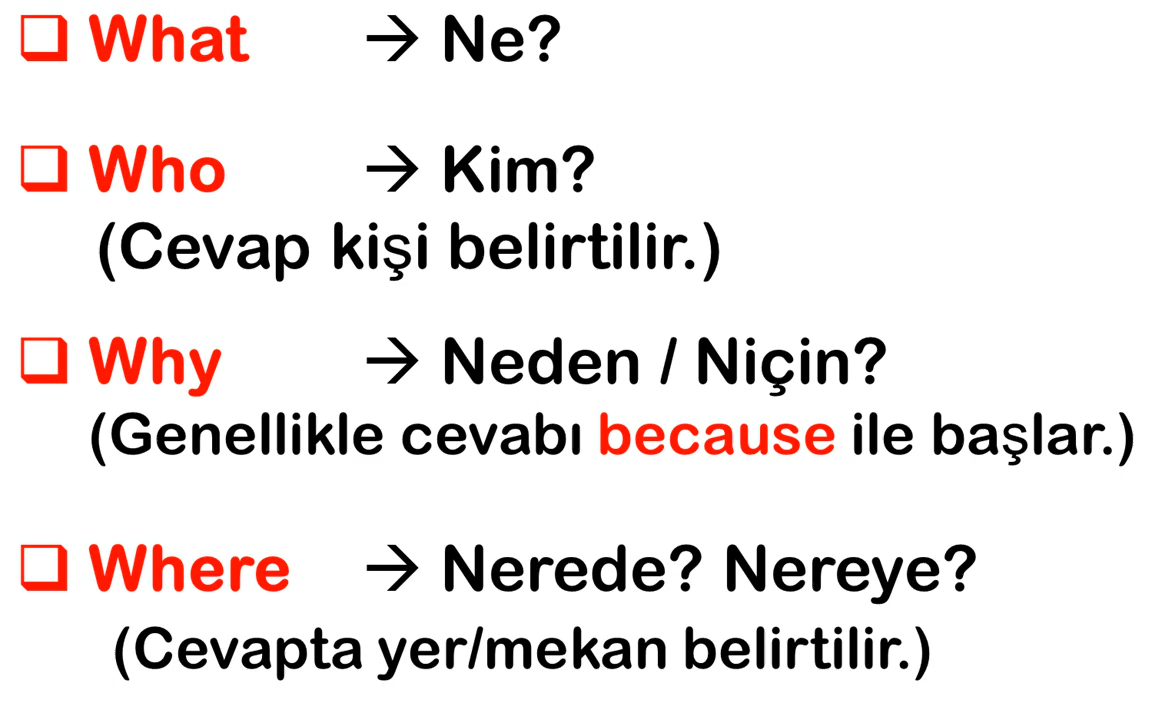 ❑ What → Ne?
❑ Who → Kim?
(Cevap kişi belirtilir.)
❑ Why → Neden / Niçin?
(Genellikle cevabı because ile başlar.)
❑ Where → Nerede? Nereye?
(Cevapta yer/mekan belirtilir.)